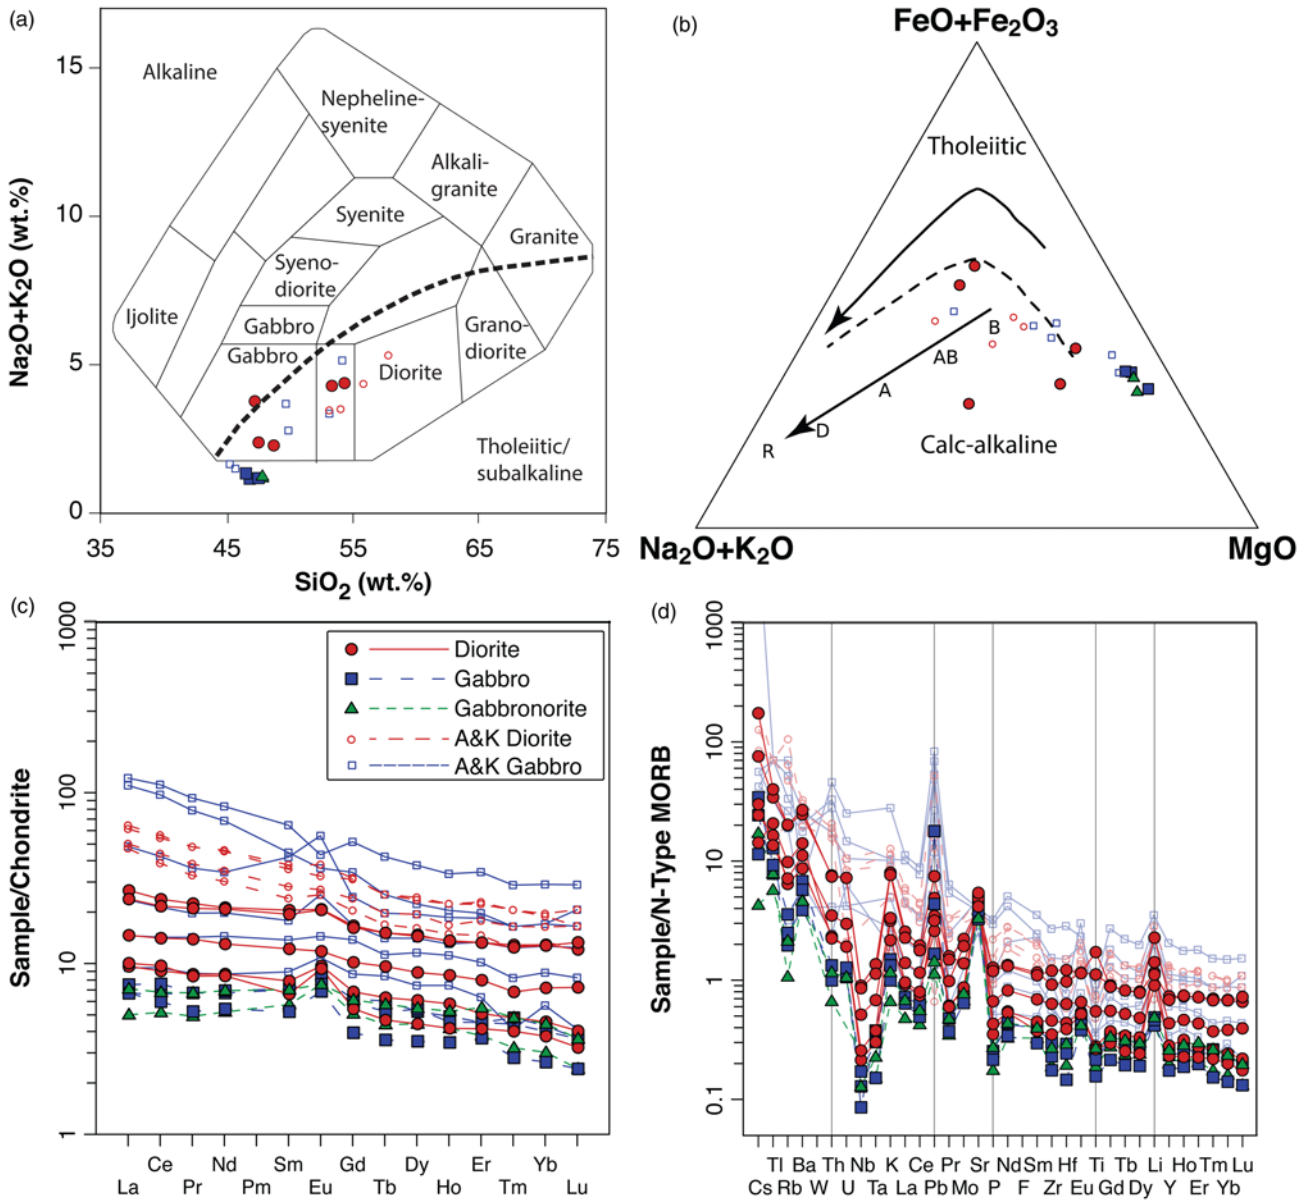 (a)
Na₂O+K₂O (wt.%)
15
10
5
0
35
45
55
65
75
SiO₂ (wt.%)
Alkaline
Nepheline-
syenite
Alkali-
granite
Syenite
Granite
Syeno-
diorite
Ijolite
Gabbro
Gabbro
Grano-
diorite
Diorite
Tholeiitic/
subalkaline
(b)
FeO+Fe₂O₃
Tholeiitic
B
AB
A
D
R
Calc-alkaline
Na₂O+K₂O
MgO
(c)
Sample/Chondrite
1000
100
10
1
Diorite
Gabbro
Gabbronorite
A&K Diorite
A&K Gabbro
Ce Nd Sm Gd Dy Er Yb
La Pr Pm Eu Tb Ho Tm Lu
(d)
Sample/N-Type MORB
1000
100
10
1
0.1
Tl Ba Th Nb K Ce Pr Sr Nd Sm Hf Ti Tb Li Ho Tm Lu
Cs Rb W U Ta La Pb Mo P F Zr Eu Gd Dy Y Er Yb